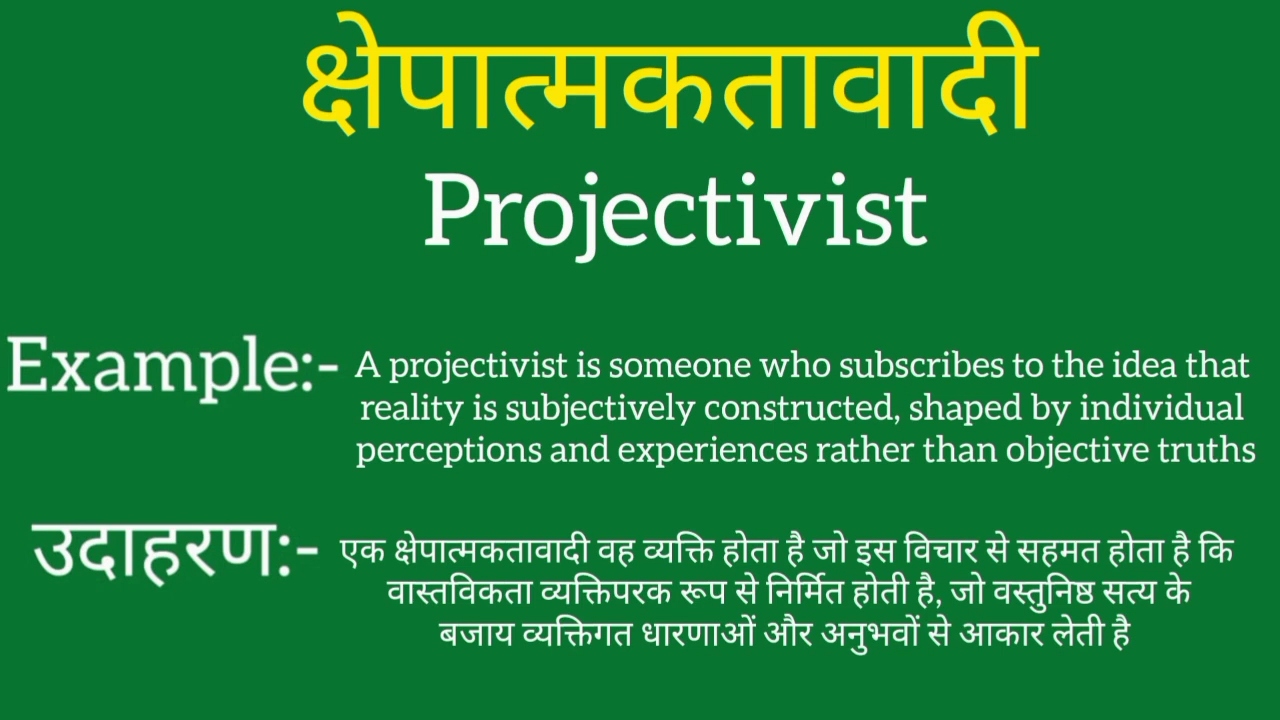 क्षेपात्मकतावादी
Projectivist
Example:- A projectivist is someone who subscribes to the idea that
reality is subjectively constructed, shaped by individual
perceptions and experiences rather than objective truths
उदाहरण:- एक क्षेपात्मकतावादी वह व्यक्ति होता है जो इस विचार से सहमत होता है कि
वास्तविकता व्यक्तिपरक रूप से निर्मित होती है, जो वस्तुनिष्ठ सत्य के
बजाय व्यक्तिगत धारणाओं और अनुभवों से आकार लेती है